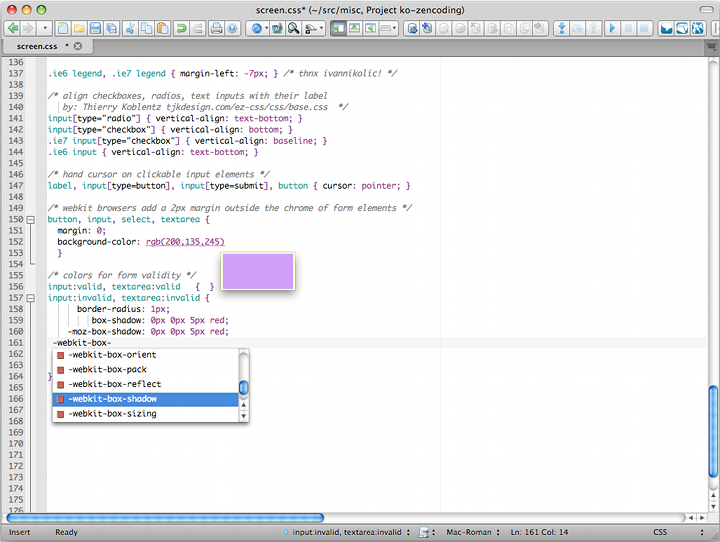 screen.css* (~/src/misc, Project ko-zencoding)
screen.css *
136
137 .ie6 legend, .ie7 legend { margin-left: -7px; } /* thnx ivannikolic! */
138
139 /* align checkboxes, radios, text inputs with their label
140 by: Thierry Koblentz tjkdesign.com/ez-css/css/base.css */
141 input[type="radio"] { vertical-align: text-bottom; }
142 input[type="checkbox"] { vertical-align: bottom; }
143 .ie7 input[type="checkbox"] { vertical-align: baseline; }
144 .ie6 input { vertical-align: text-bottom; }
145
146 /* hand cursor on clickable input elements */
147 label, input[type=button], input[type=submit], button { cursor: pointer; }
148
149 /* webkit browsers add a 2px margin outside the chrome of form elements */
150 button, input, select, textarea {
151 margin: 0;
152 background-color: rgb(200,135,245)
153 }
154
155 /* colors for form validity */
156 input:valid, textarea:valid { }
157 input:invalid, textarea:invalid {
158 border-radius: 1px;
159 box-shadow: 0px 0px 5px red;
160 -moz-box-shadow: 0px 0px 5px red;
161 -webkit-box-
162 -webkit-box-orient
163 -webkit-box-pack
164 } -webkit-box-reflect
165
166 -webkit-box-shadow
167 -webkit-box-sizing
168
169
170
171
172
173
174
175
176
Insert Ready input:invalid, textarea:invalid Mac-Roman Ln: 161 Col: 14 CSS